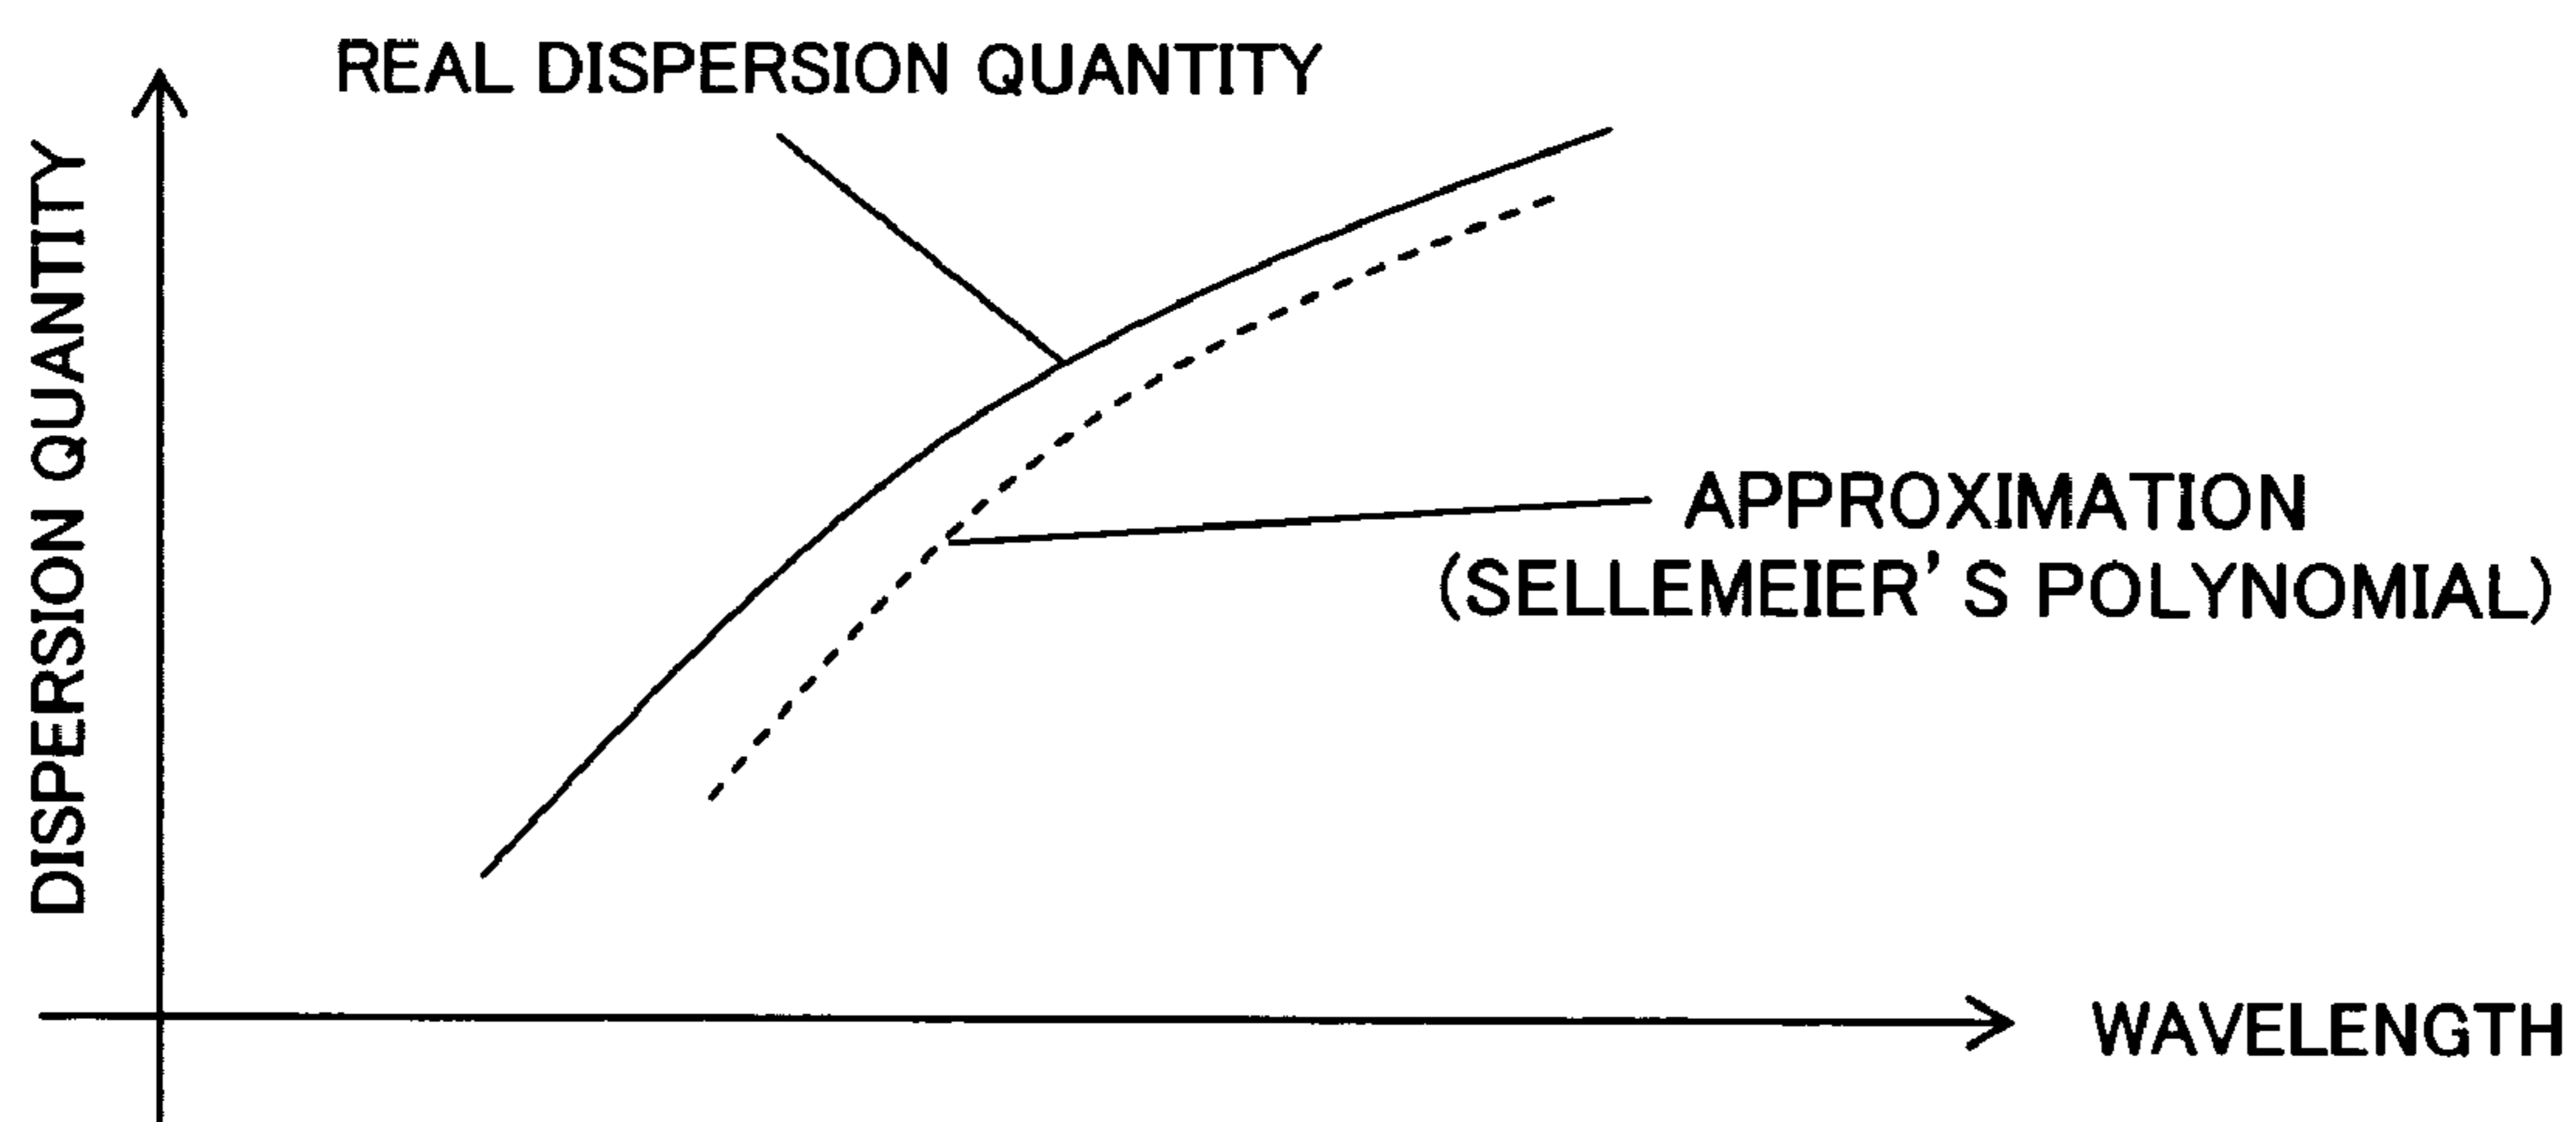 REAL DISPERSION QUANTITY
DISPERSION QUANTITY
APPROXIMATION
(SELLEMEIER'S POLYNOMIAL)
WAVELENGTH